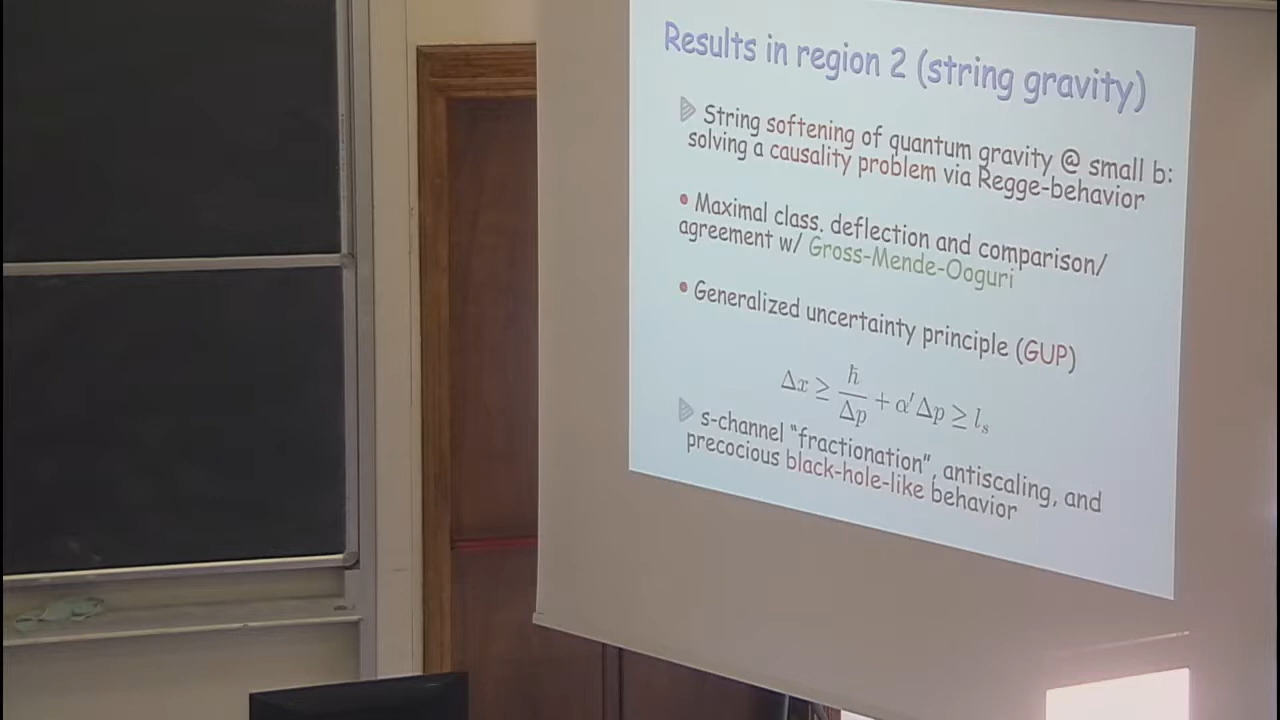 Results in region 2 (string gravity)
String softening of quantum gravity @ small b:
solving a causality problem via Regge-behavior
• Maximal class. deflection and comparison/
agreement w/ Gross-Mende-Ooguri
• Generalized uncertainty principle (GUP)
Δx ≥ ħ/Δp + α′Δp ≥ lₛ
s-channel "fractionation", antiscaling, and
precocious black-hole-like behavior